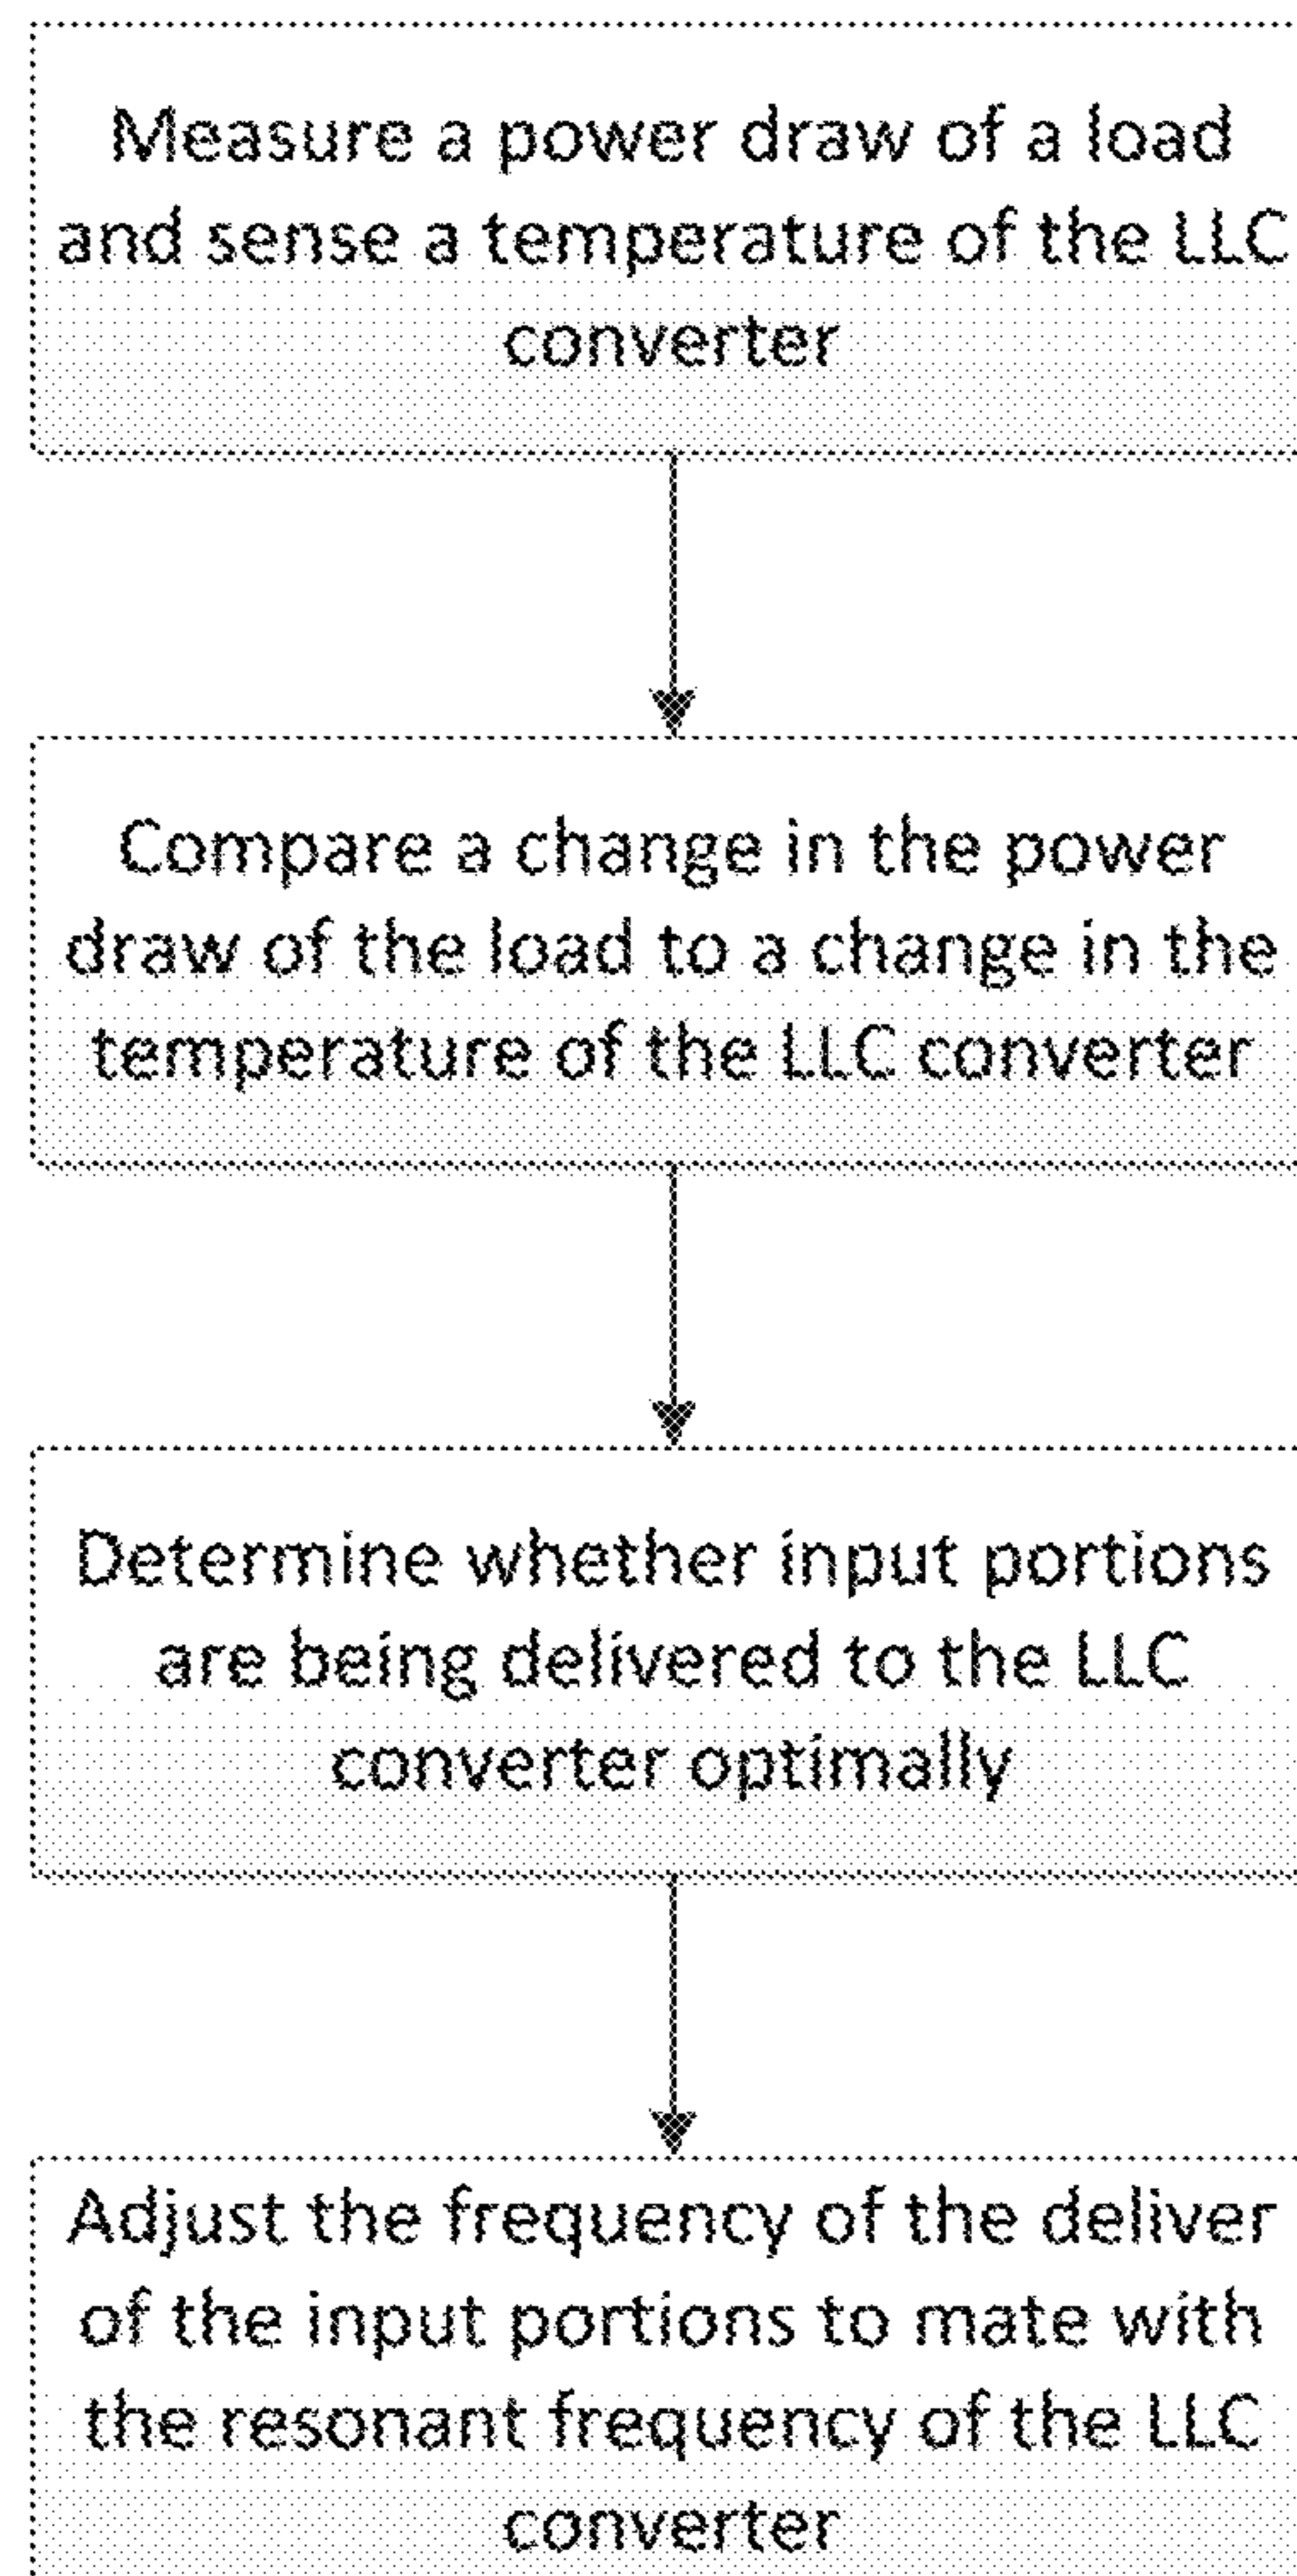 Measure a power draw of a load
and sense a temperature of the LLC
converter
Compare a change in the power
draw of the load to a change in the
temperature of the LLC converter
Determine whether input portions
are being delivered to the LLC
converter optimally
Adjust the frequency of the deliver
of the input portions to mate with
the resonant frequency of the LLC
converter